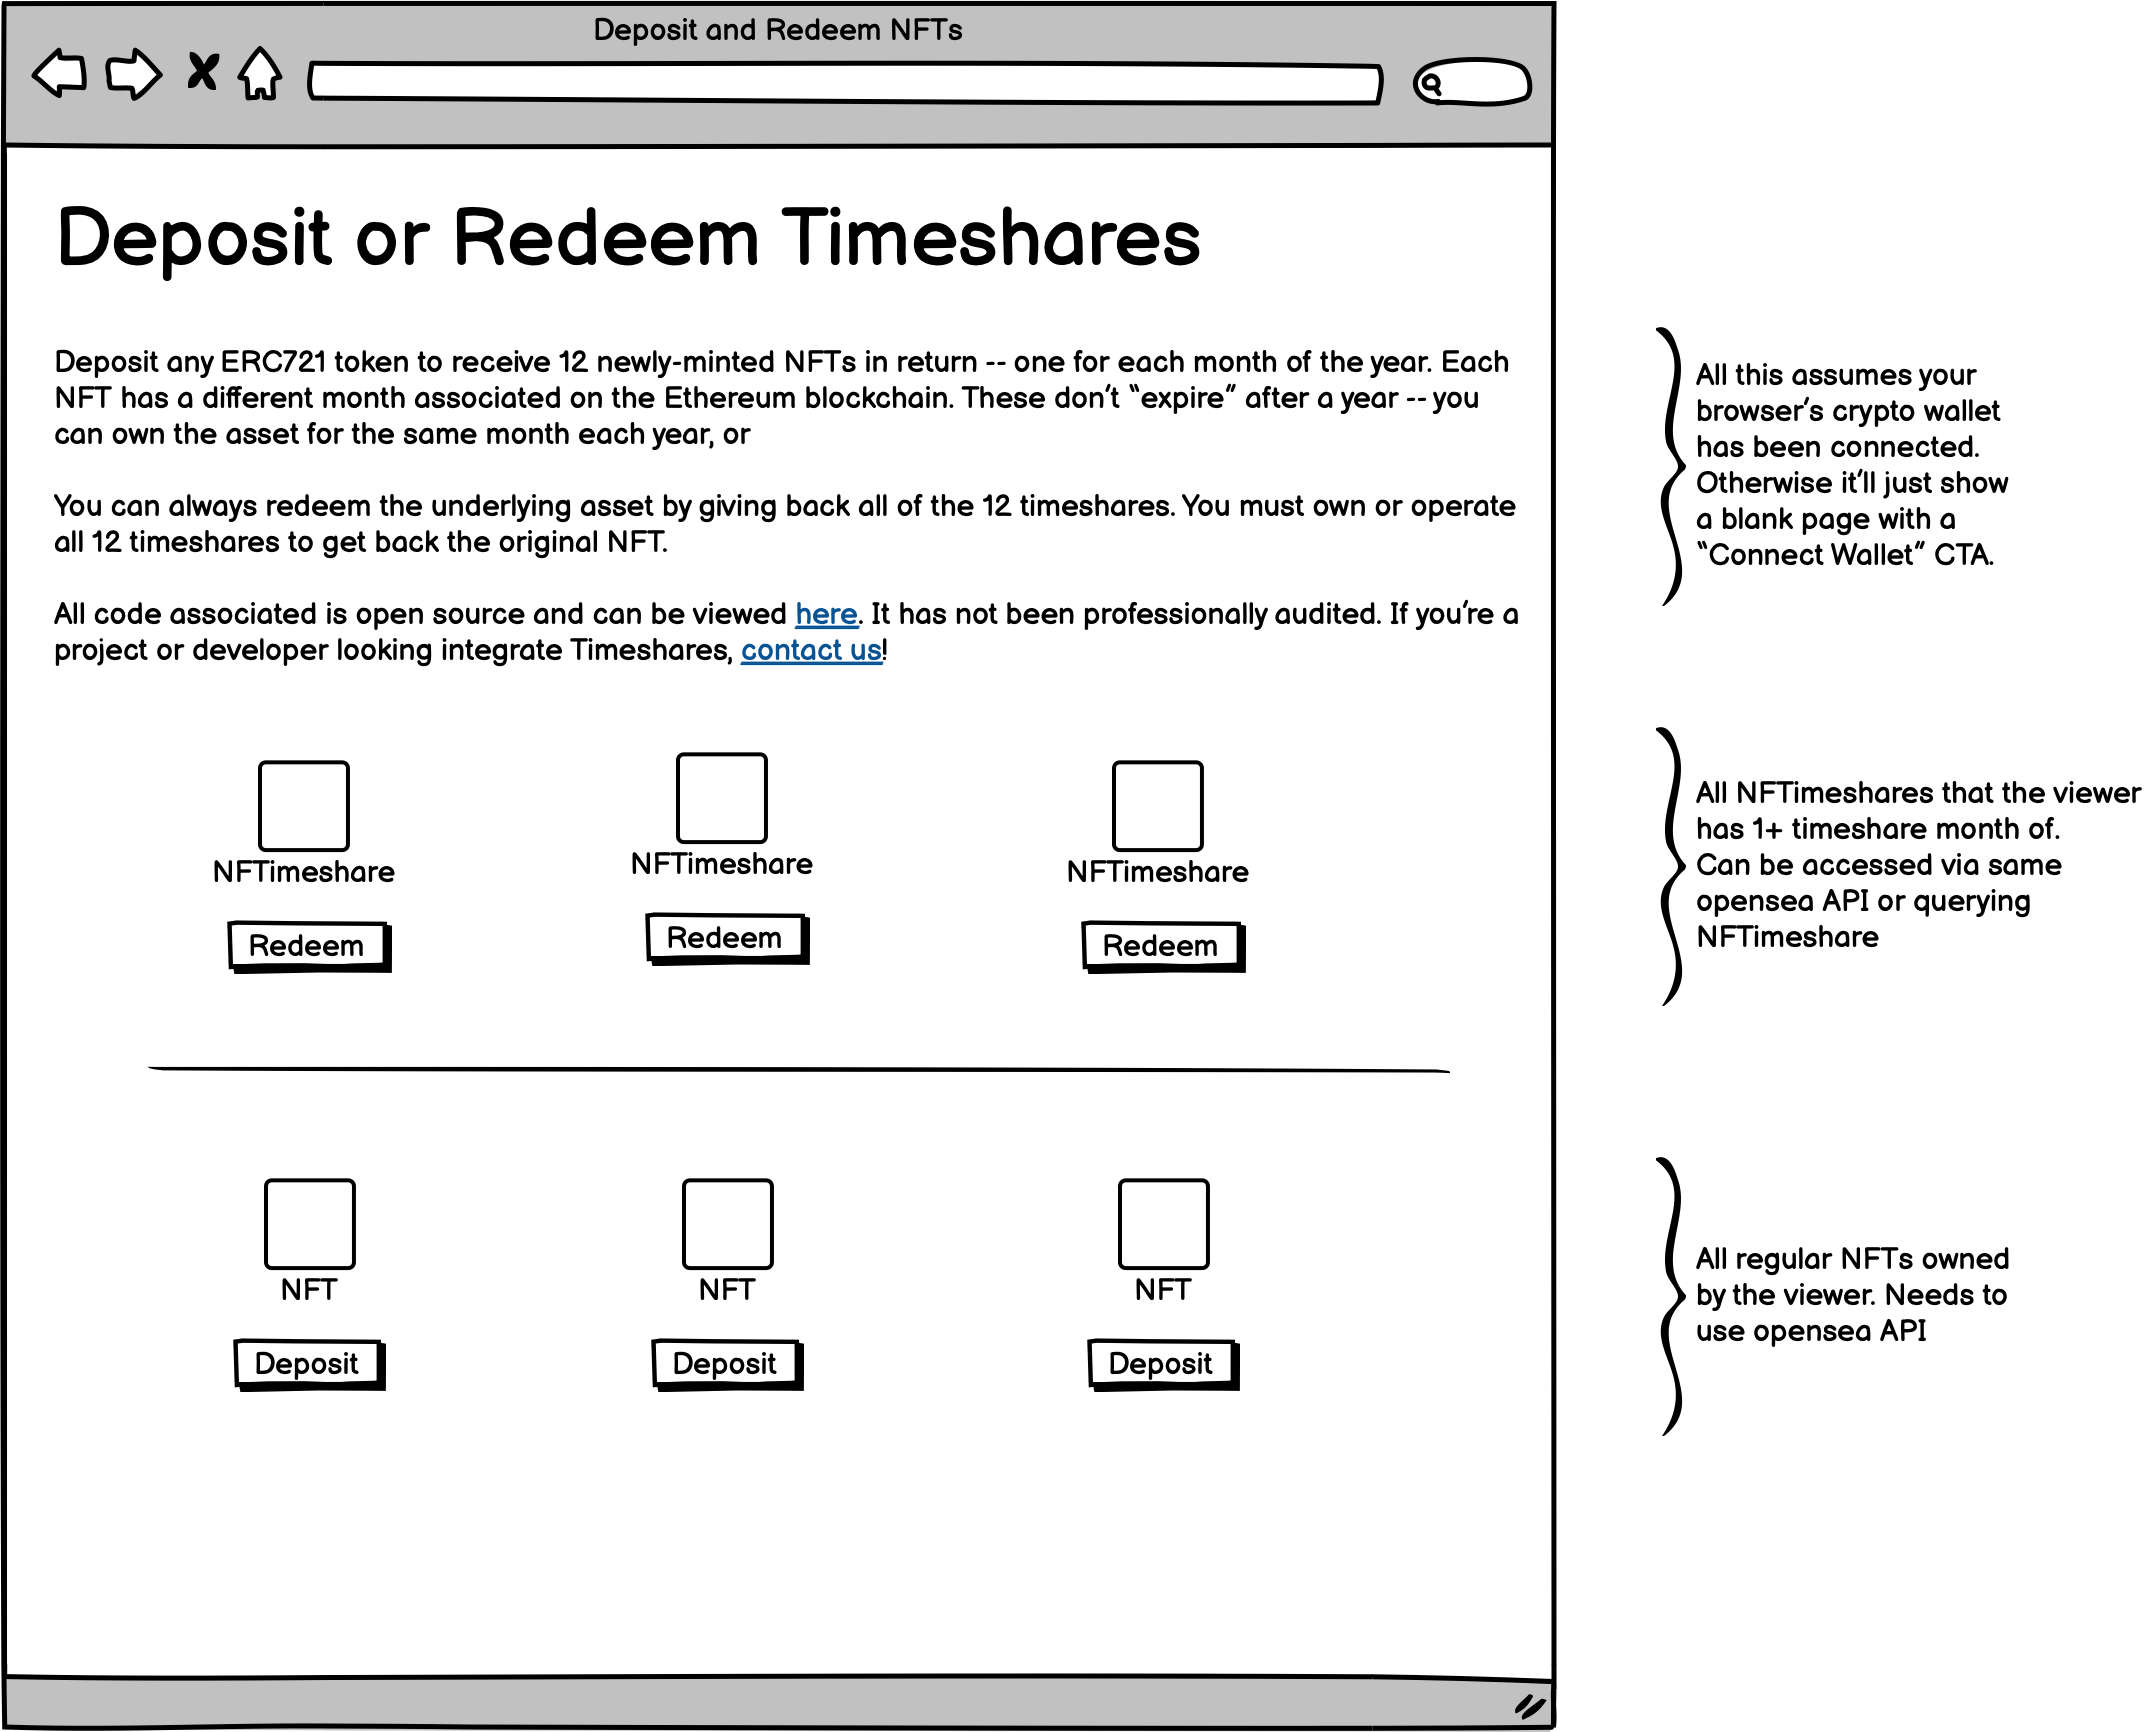 Deposit and Redeem NFTs
Deposit or Redeem Timeshares
Deposit any ERC721 token to receive 12 newly-minted NFTs in return -- one for each month of the year. Each
NFT has a different month associated on the Ethereum blockchain. These don't "expire" after a year -- you
can own the asset for the same month each year, or
You can always redeem the underlying asset by giving back all of the 12 timeshares. You must own or operate
all 12 timeshares to get back the original NFT.
All code associated is open source and can be viewed here. It has not been professionally audited. If you're a
project or developer looking integrate Timeshares, contact us!
All this assumes your
browser's crypto wallet
has been connected.
Otherwise it'll just show
a blank page with a
"Connect Wallet" CTA.
NFTimeshare
NFTimeshare
NFTimeshare
Redeem
Redeem
Redeem
All NFTimeshares that the viewer
has 1+ timeshare month of.
Can be accessed via same
opensea API or querying
NFTimeshare
NFT
NFT
NFT
Deposit
Deposit
Deposit
All regular NFTs owned
by the viewer. Needs to
use opensea API